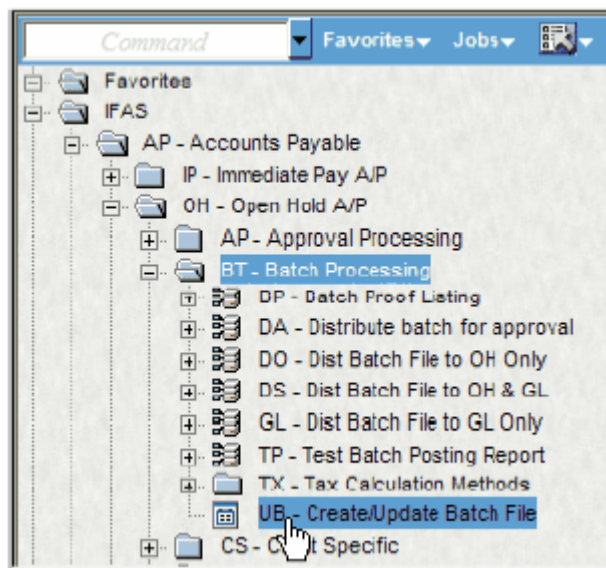 Command Favorites Jobs
Favorites
IFAS
AP - Accounts Payable
IP - Immediate Pay A/P
OH - Open Hold A/P
AP - Approval Processing
BT - Batch Processing
BP - Batch Proof Listing
DA - Distribute batch for approval
DO - Dist Batch File to OH Only
DS - Dist Batch File to OH & GL
GL - Dist Batch File to GL Only
TP - Test Batch Posting Report
TX - Tax Calculation Methods
UB - Create/Update Batch File
CS - Specific